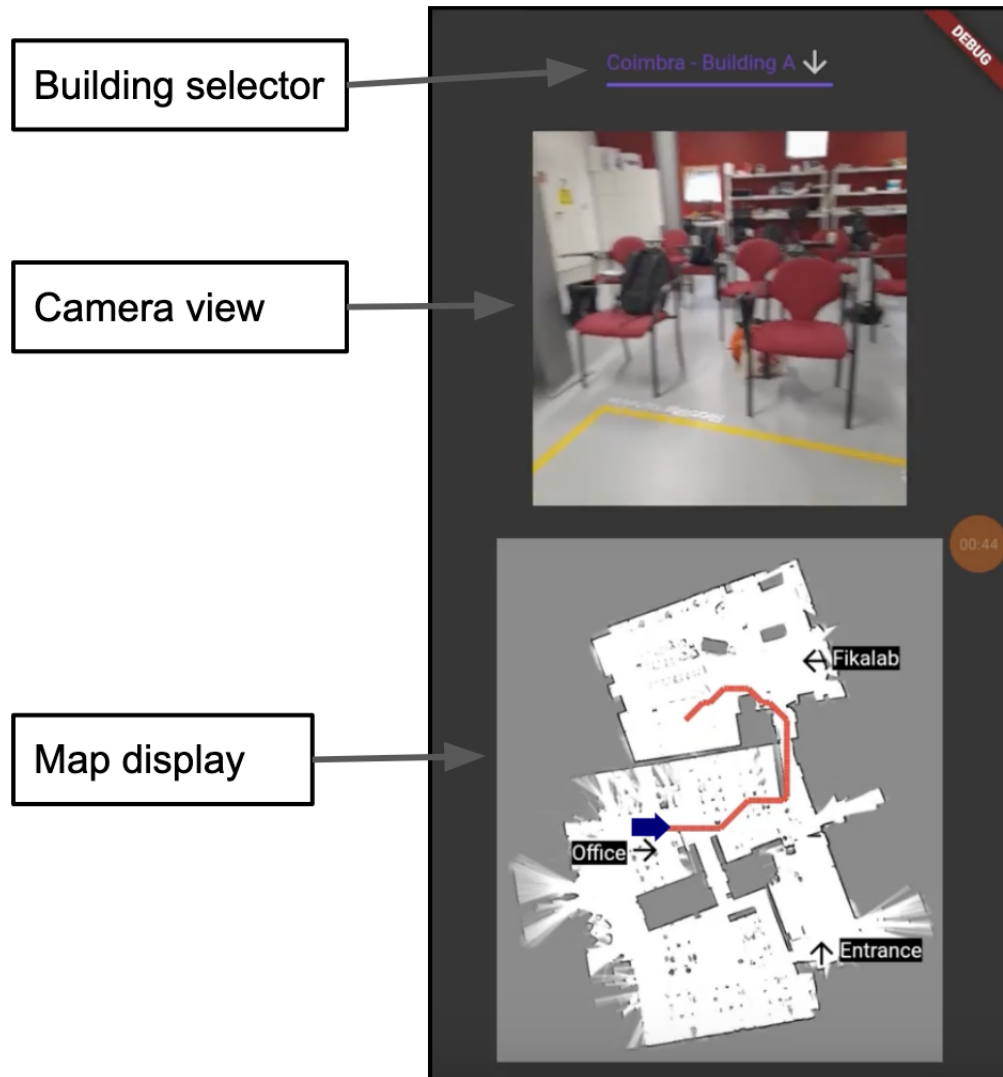 Building selector
Coimbra - Building A
DEBUG
Camera view
00:44
Fikalab
Map display
Office
Entrance